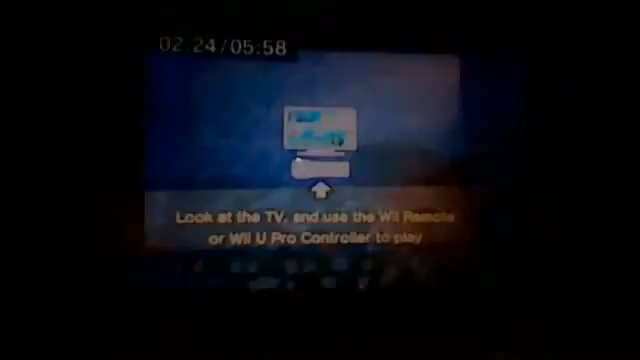 02:24/05:58
Look at the TV, and use the Wii Remote
or Wii U Pro Controller to play